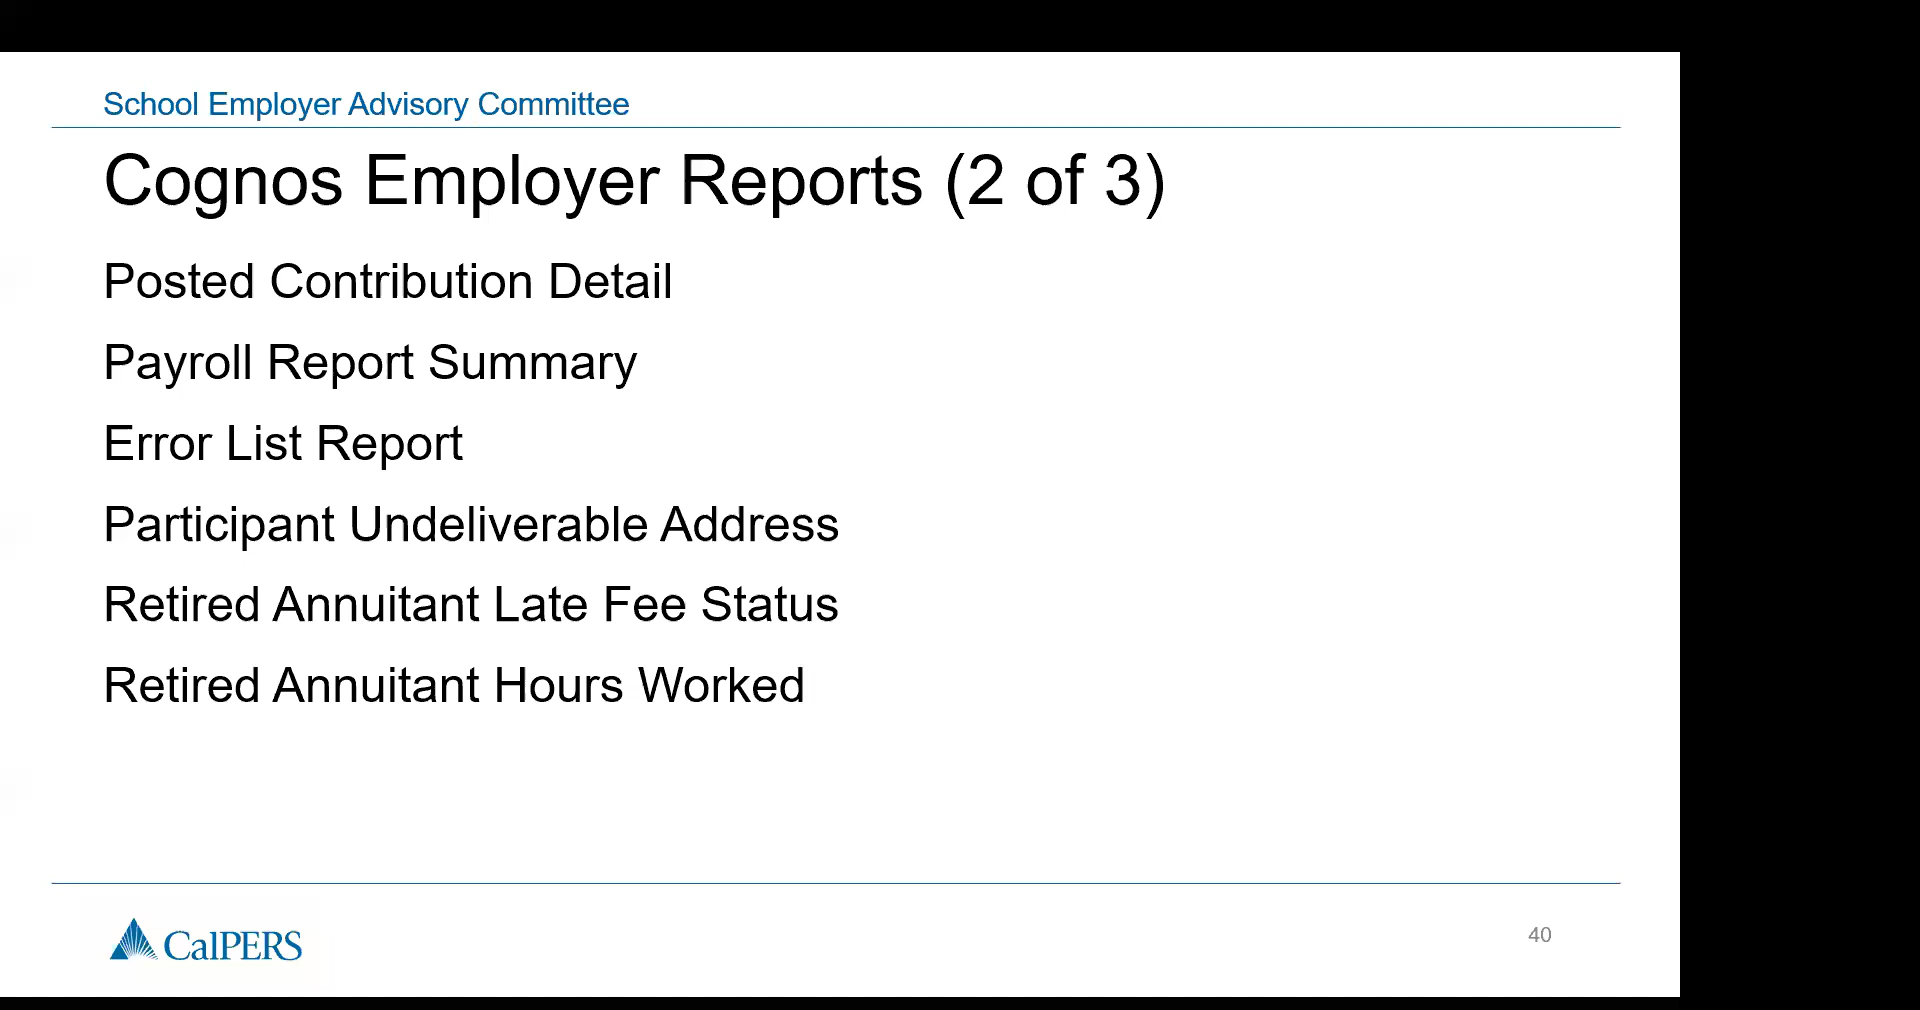 School Employer Advisory Committee
Cognos Employer Reports (2 of 3)
Posted Contribution Detail
Payroll Report Summary
Error List Report
Participant Undeliverable Address
Retired Annuitant Late Fee Status
Retired Annuitant Hours Worked
CalPERS
40